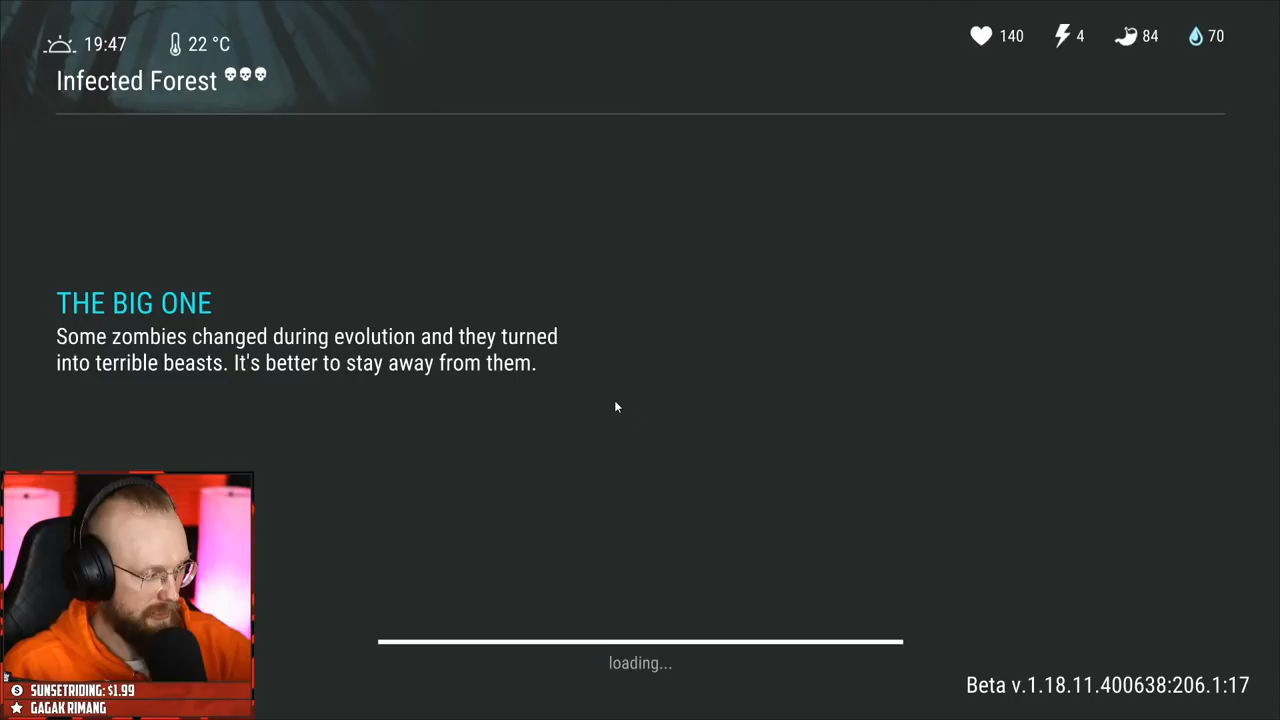 19:47 22 °C
140 4 84 70
Infected Forest
THE BIG ONE
Some zombies changed during evolution and they turned
into terrible beasts. It's better to stay away from them.
loading...
Beta v.1.18.11.400638:206.1:17
SUNSETRIDING: $1.99
GAGAK RIMANG